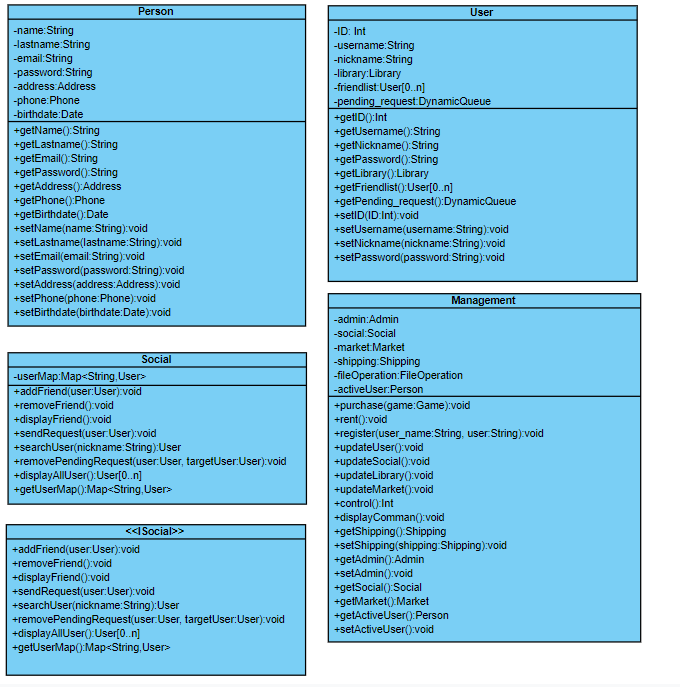 Person
-name:String
-lastname:String
-email:String
-password:String
-address:Address
-phone:Phone
-birthdate:Date
+getName():String
+getLastname():String
+getEmail():String
+getPassword():String
+getAddress():Address
+getPhone():Phone
+getBirthdate():Date
+setName(name:String):void
+setLastname(lastname:String):void
+setEmail(email:String):void
+setPassword(password:String):void
+setAddress(address:Address):void
+setPhone(phone:Phone):void
+setBirthdate(birthdate:Date):void
User
-ID: Int
-username:String
-nickname:String
-library:Library
-friendlist:User[0..n]
-pending_request:DynamicQueue
+getID():Int
+getUsername():String
+getNickname():String
+getPassword():String
+getLibrary():Library
+getFriendlist():User[0..n]
+getPending_request():DynamicQueue
+setID(ID:Int):void
+setUsername(username:String):void
+setNickname(nickname:String):void
+setPassword(password:String):void
Social
-userMap:Map<String,User>
+addFriend(user:User):void
+removeFriend():void
+displayFriend():void
+sendRequest(user:User):void
+searchUser(nickname:String):User
+removePendingRequest(user:User, targetUser:User):void
+displayAllUser():User[0..n]
+getUserMap():Map<String,User>
<<ISocial>>
+addFriend(user:User):void
+removeFriend():void
+displayFriend():void
+sendRequest(user:User):void
+searchUser(nickname:String):User
+removePendingRequest(user:User, targetUser:User):void
+displayAllUser():User[0..n]
+getUserMap():Map<String,User>
Management
-admin:Admin
-social:Social
-market:Market
-shipping:Shipping
-fileOperation:FileOperation
-activeUser:Person
+purchase(game:Game):void
+rent():void
+register(user_name:String, user:String):void
+updateUser():void
+updateSocial():void
+updateLibrary():void
+updateMarket():void
+control():Int
+displayComman():void
+getShipping():Shipping
+setShipping(shipping:Shipping):void
+getAdmin():Admin
+setAdmin():void
+getSocial():Social
+getMarket():Market
+getActiveUser():Person
+setActiveUser():void